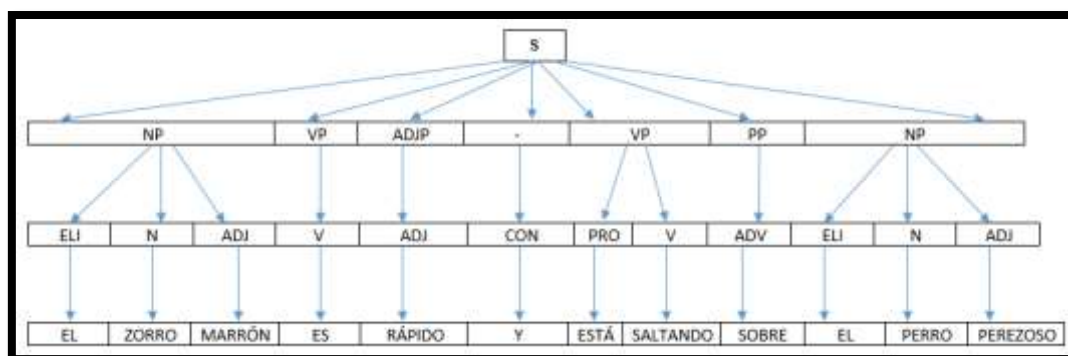 S
NP VP ADJP - VP PP NP
ELI N ADJ V ADJ CON PRO V ADV ELI N ADJ
EL ZORRO MARRÓN ES RÁPIDO Y ESTÁ SALTANDO SOBRE EL PERRO PEREZOSO